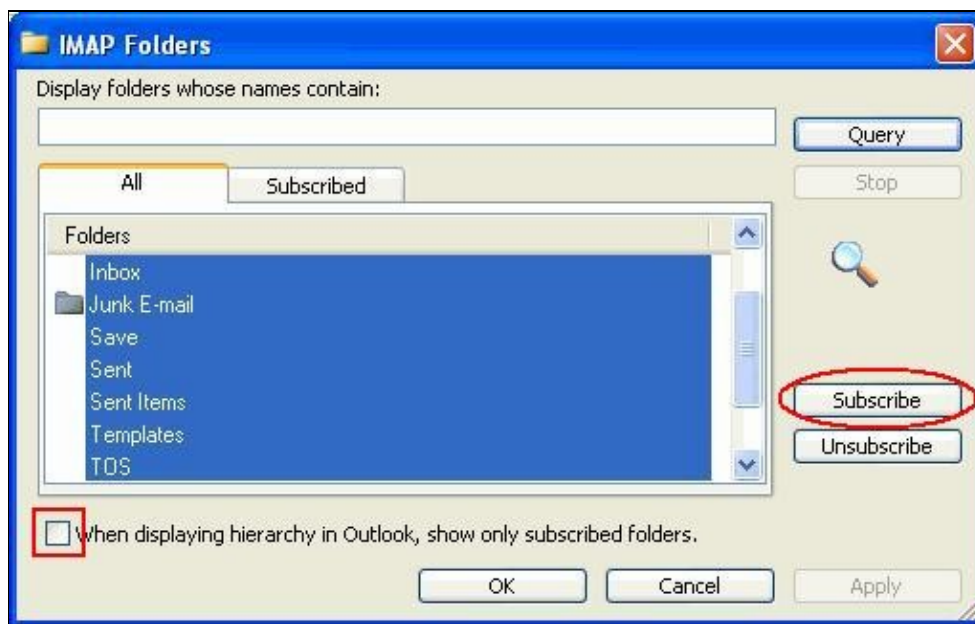 IMAP Folders
Display folders whose names contain:
Query
All
Subscribed
Stop
Folders
Inbox
Junk E-mail
Save
Sent
Sent Items
Subscribe
Templates
Unsubscribe
TOS
When displaying hierarchy in Outlook, show only subscribed folders.
OK
Cancel
Apply